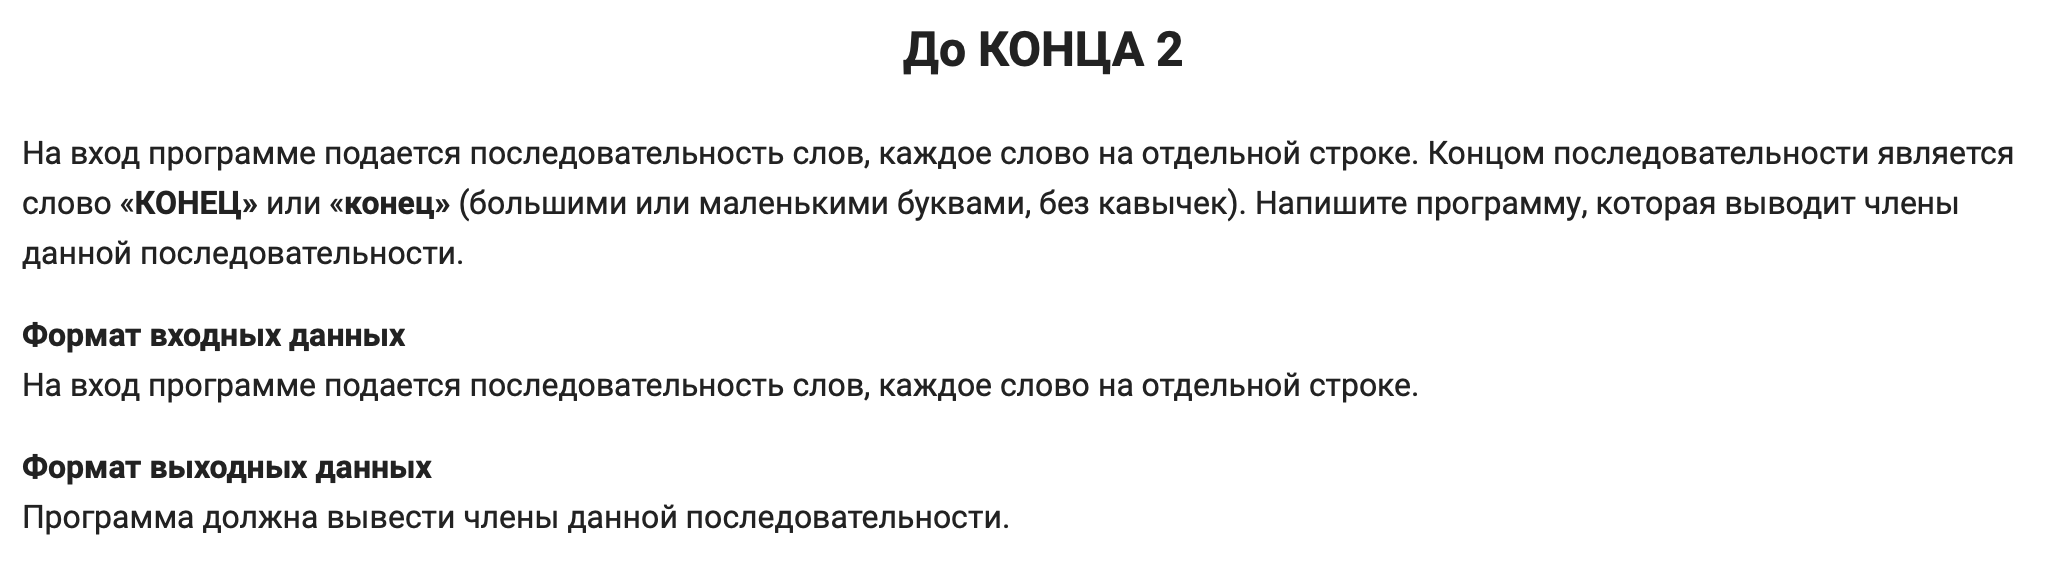 До КОНЦА 2
На вход программе подается последовательность слов, каждое слово на отдельной строке. Концом последовательности является
слово «КОНЕЦ» или «конец» (большими или маленькими буквами, без кавычек). Напишите программу, которая выводит члены
данной последовательности.
Формат входных данных
На вход программе подается последовательность слов, каждое слово на отдельной строке.
Формат выходных данных
Программа должна вывести члены данной последовательности.